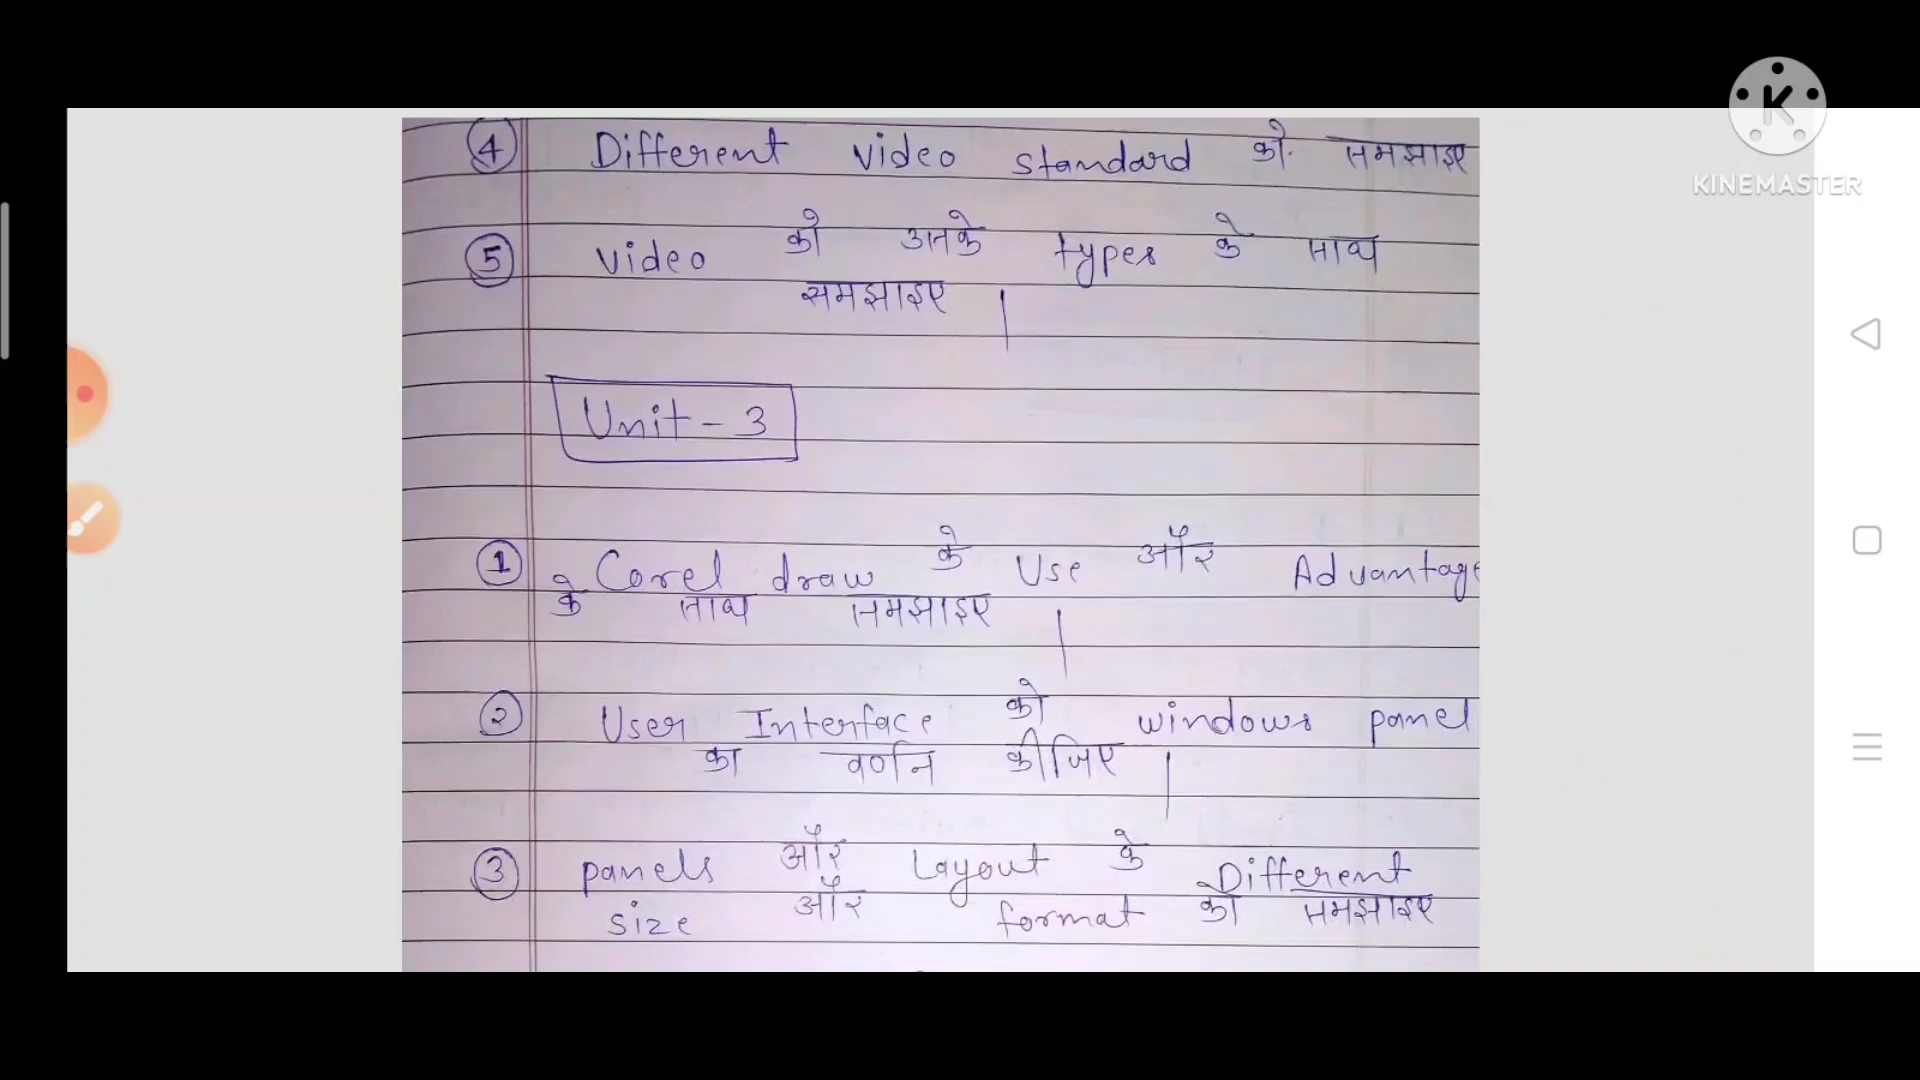 ④ Different video standard को समझाइए
KINEMASTER
⑤ video को उनके types के साथ
समझाइए |
Unit - 3
① Corel draw के Use और Advantage
के साथ समझाइए |
② User Interface को windows panel
का वर्णन कीजिए |
③ panels और Layout के Different
size और format को समझाइए